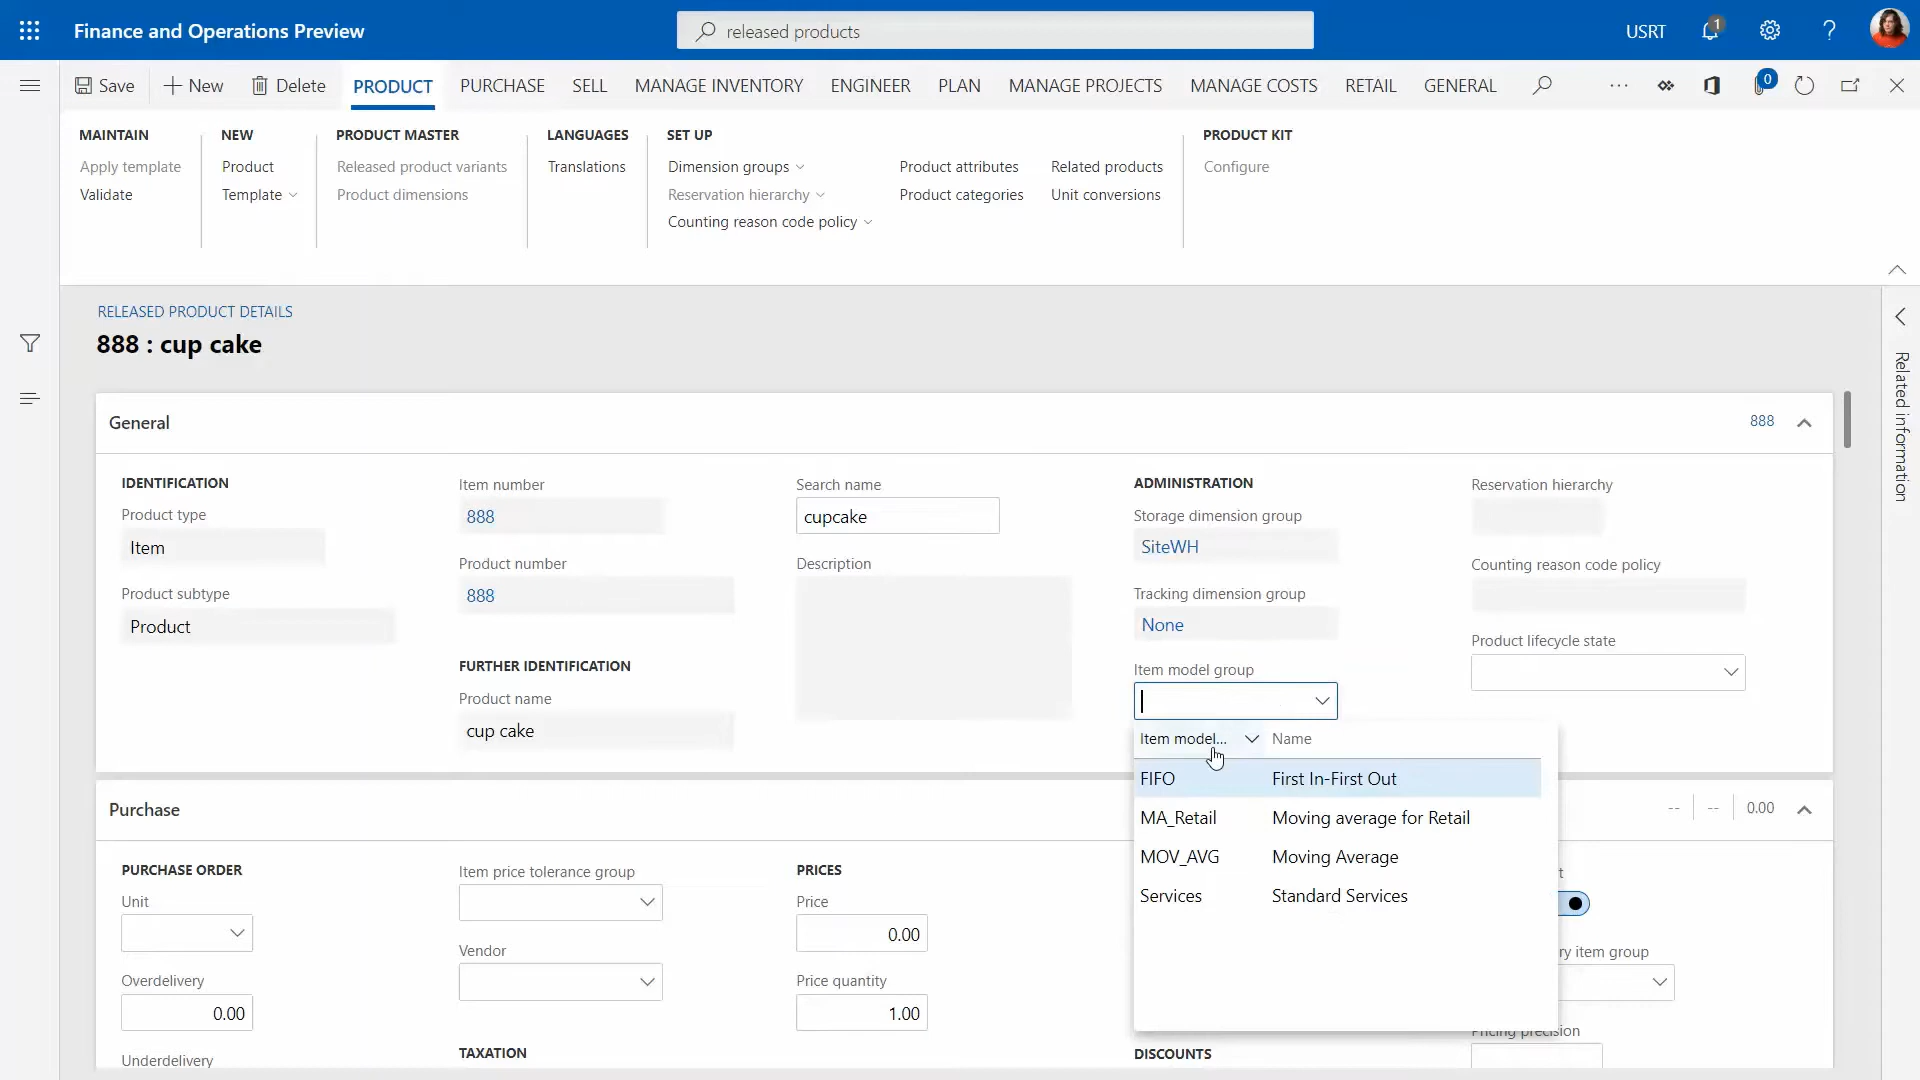 Finance and Operations Preview
released products
USRT
1
?
Save
New
Delete
PRODUCT
PURCHASE
SELL
MANAGE INVENTORY
ENGINEER
PLAN
MANAGE PROJECTS
MANAGE COSTS
RETAIL
GENERAL
...
0
MAINTAIN
Apply template
Validate
NEW
Product
Template
PRODUCT MASTER
Released product variants
Product dimensions
LANGUAGES
Translations
SET UP
Dimension groups
Reservation hierarchy
Counting reason code policy
Product attributes
Product categories
Related products
Unit conversions
PRODUCT KIT
Configure
RELEASED PRODUCT DETAILS
888 : cup cake
Related information
General
888
IDENTIFICATION
Product type
Item
Product subtype
Product
Item number
888
Product number
888
FURTHER IDENTIFICATION
Product name
cup cake
Search name
cupcake
Description
ADMINISTRATION
Storage dimension group
SiteWH
Tracking dimension group
None
Item model group
Item model... Name
FIFO First In-First Out
MA_Retail Moving average for Retail
MOV_AVG Moving Average
Services Standard Services
Reservation hierarchy
Counting reason code policy
Product lifecycle state
Purchase
-- -- 0.00
PURCHASE ORDER
Unit
Overdelivery
0.00
Underdelivery
Item price tolerance group
Vendor
TAXATION
PRICES
Price
0.00
Price quantity
1.00
DISCOUNTS
item group
Pricing precision